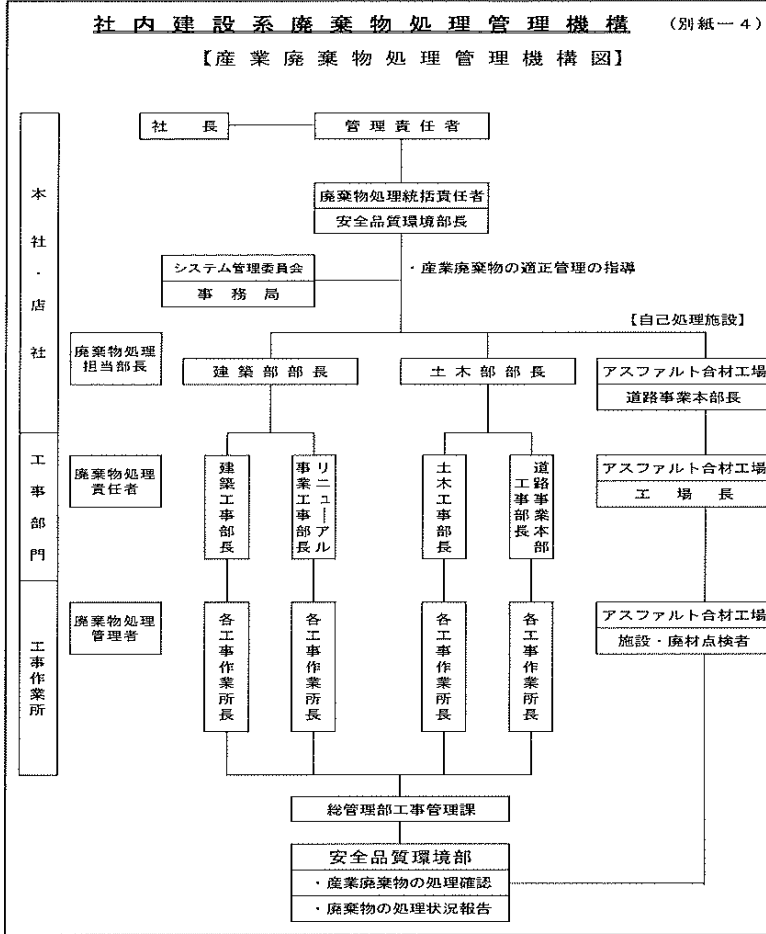 社内建設系廃棄物処理管理機構
(別紙－4)
【産業廃棄物処理管理機構図】
社長
管理責任者
廃棄物処理統括責任者
安全品質環境部長
システム管理委員会
事務局
・産業廃棄物の適正管理の指導
【自己処理施設】
本社・店社
廃棄物処理
担当部長
建築部部長
土木部部長
アスファルト合材工場
道路事業本部長
工事部門
廃棄物処理
責任者
建築工事部長
リニューアル
事業工事部長
土木工事部長
道路事業本部
工事部長
アスファルト合材工場
工場長
工事作業所
廃棄物処理
管理者
各工事作業所長
各工事作業所長
各工事作業所長
各工事作業所長
アスファルト合材工場
施設・廃材点検者
総管理部工事管理課
安全品質環境部
・産業廃棄物の処理確認
・廃棄物の処理状況報告